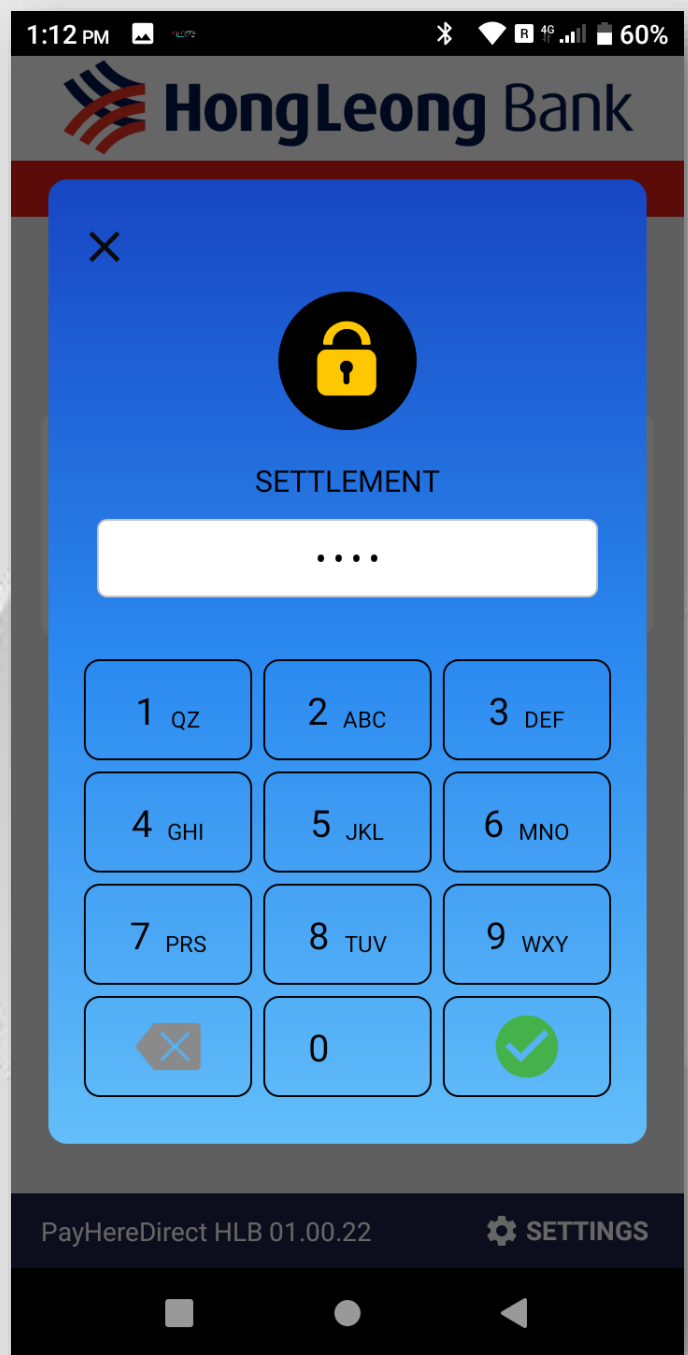 1:12 PM R 4G 60%
HongLeong Bank
SETTLEMENT
••••
1 QZ 2 ABC 3 DEF
4 GHI 5 JKL 6 MNO
7 PRS 8 TUV 9 WXY
0
PayHereDirect HLB 01.00.22 SETTINGS